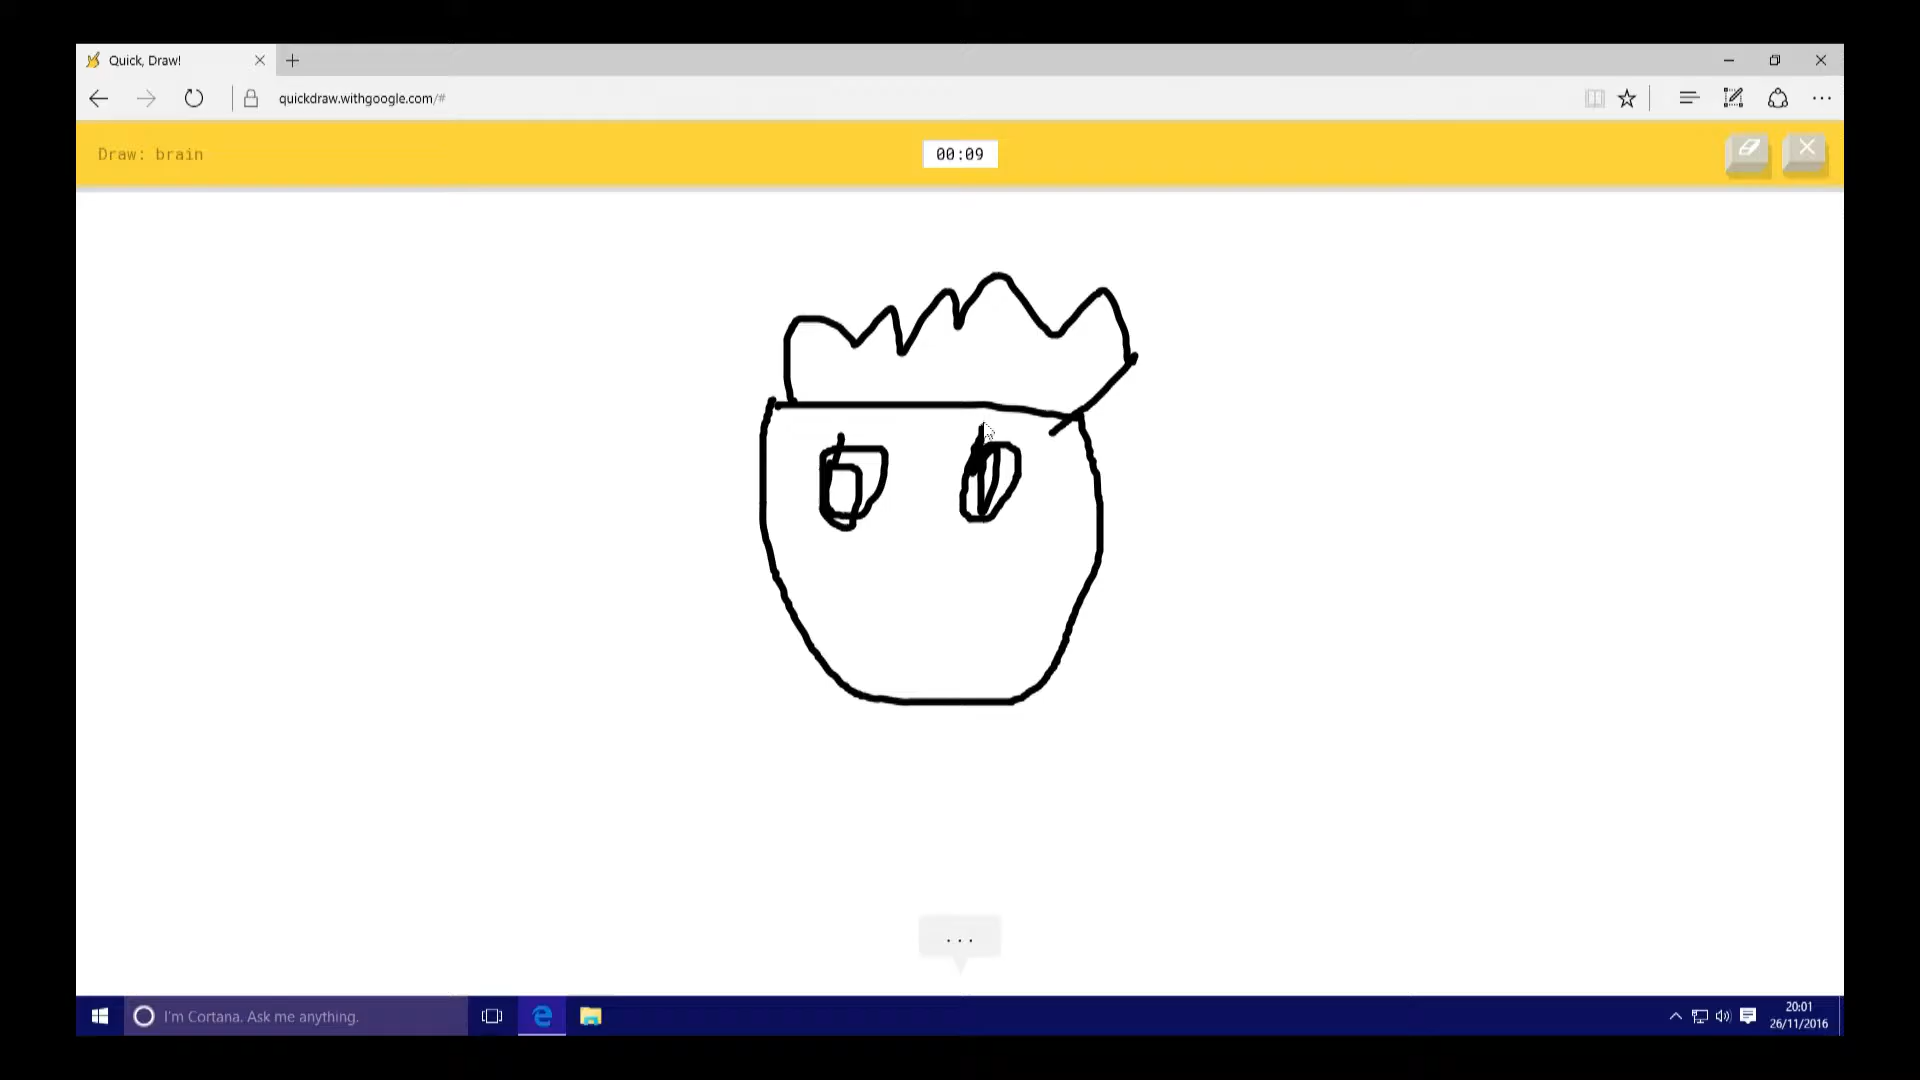 Quick, Draw!
quickdraw.withgoogle.com/#
Draw: brain
00:09
...
I'm Cortana. Ask me anything.
20:01
26/11/2016